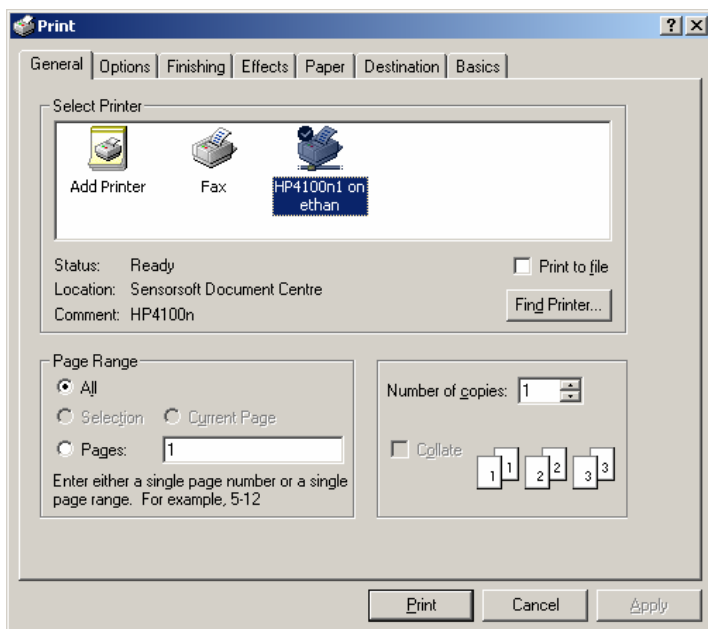 Print
General Options Finishing Effects Paper Destination Basics
Select Printer
Add Printer Fax HP4100n1 on ethan
Status: Ready
Location: Sensorsoft Document Centre
Comment: HP4100n
Print to file
Find Printer...
Page Range
All
Selection Current Page
Pages: 1
Enter either a single page number or a single
page range. For example, 5-12
Number of copies: 1
Collate
1 1 2 2 3 3
Print Cancel Apply